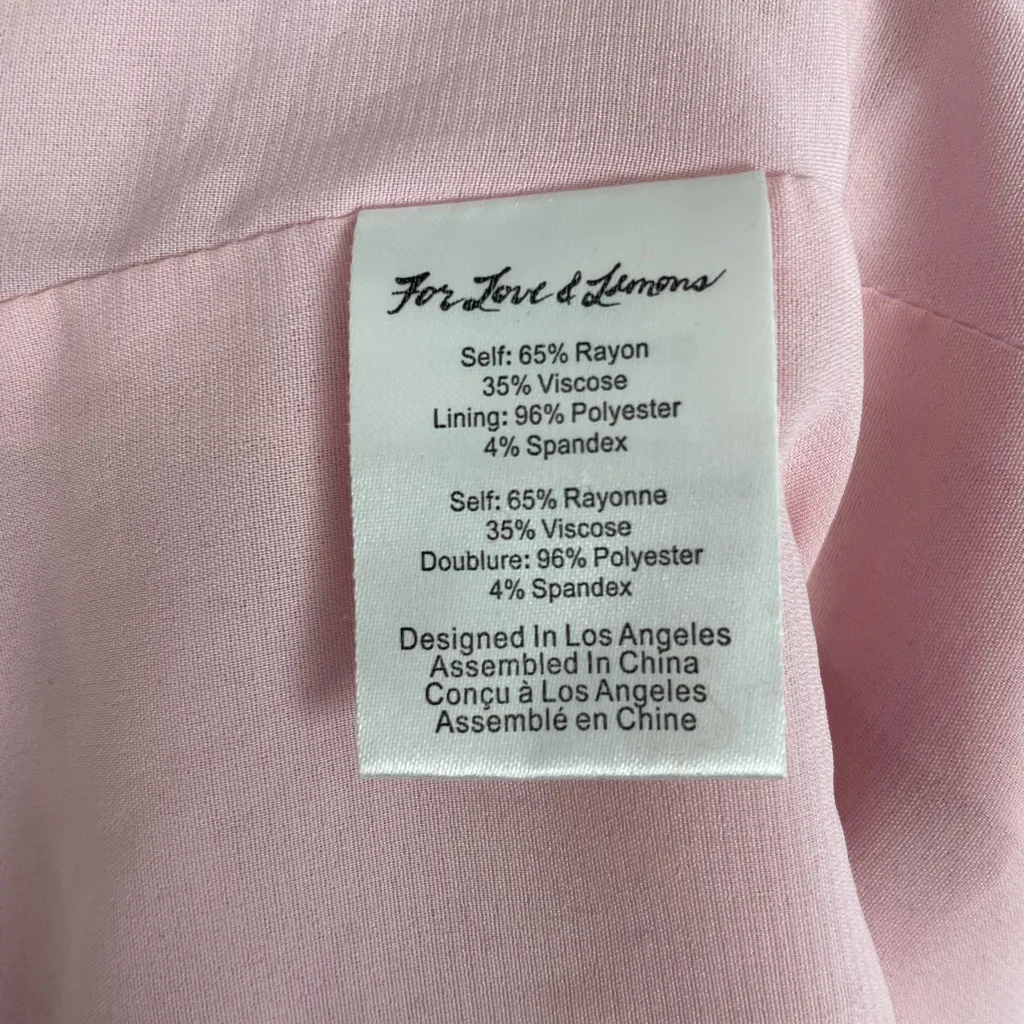 For Love & Lemons
Self: 65% Rayon
35% Viscose
Lining: 96% Polyester
4% Spandex
Self: 65% Rayonne
35% Viscose
Doublure: 96% Polyester
4% Spandex
Designed In Los Angeles
Assembled In China
Conçu à Los Angeles
Assemblé en Chine